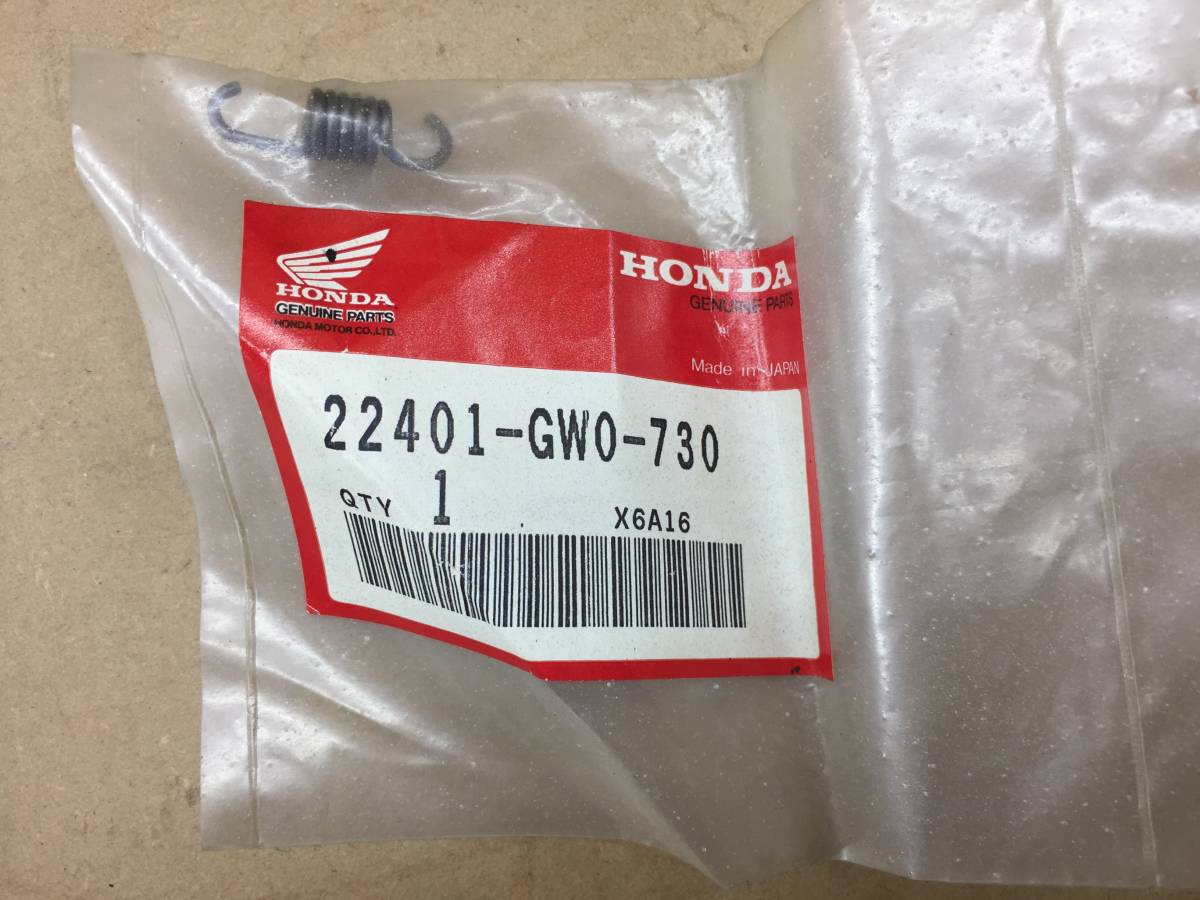 HONDA
GENUINE PARTS
HONDA MOTOR CO.,LTD.
HONDA
GENUINE PARTS
Made in JAPAN
22401-GW0-730
QTY 1 X6A16